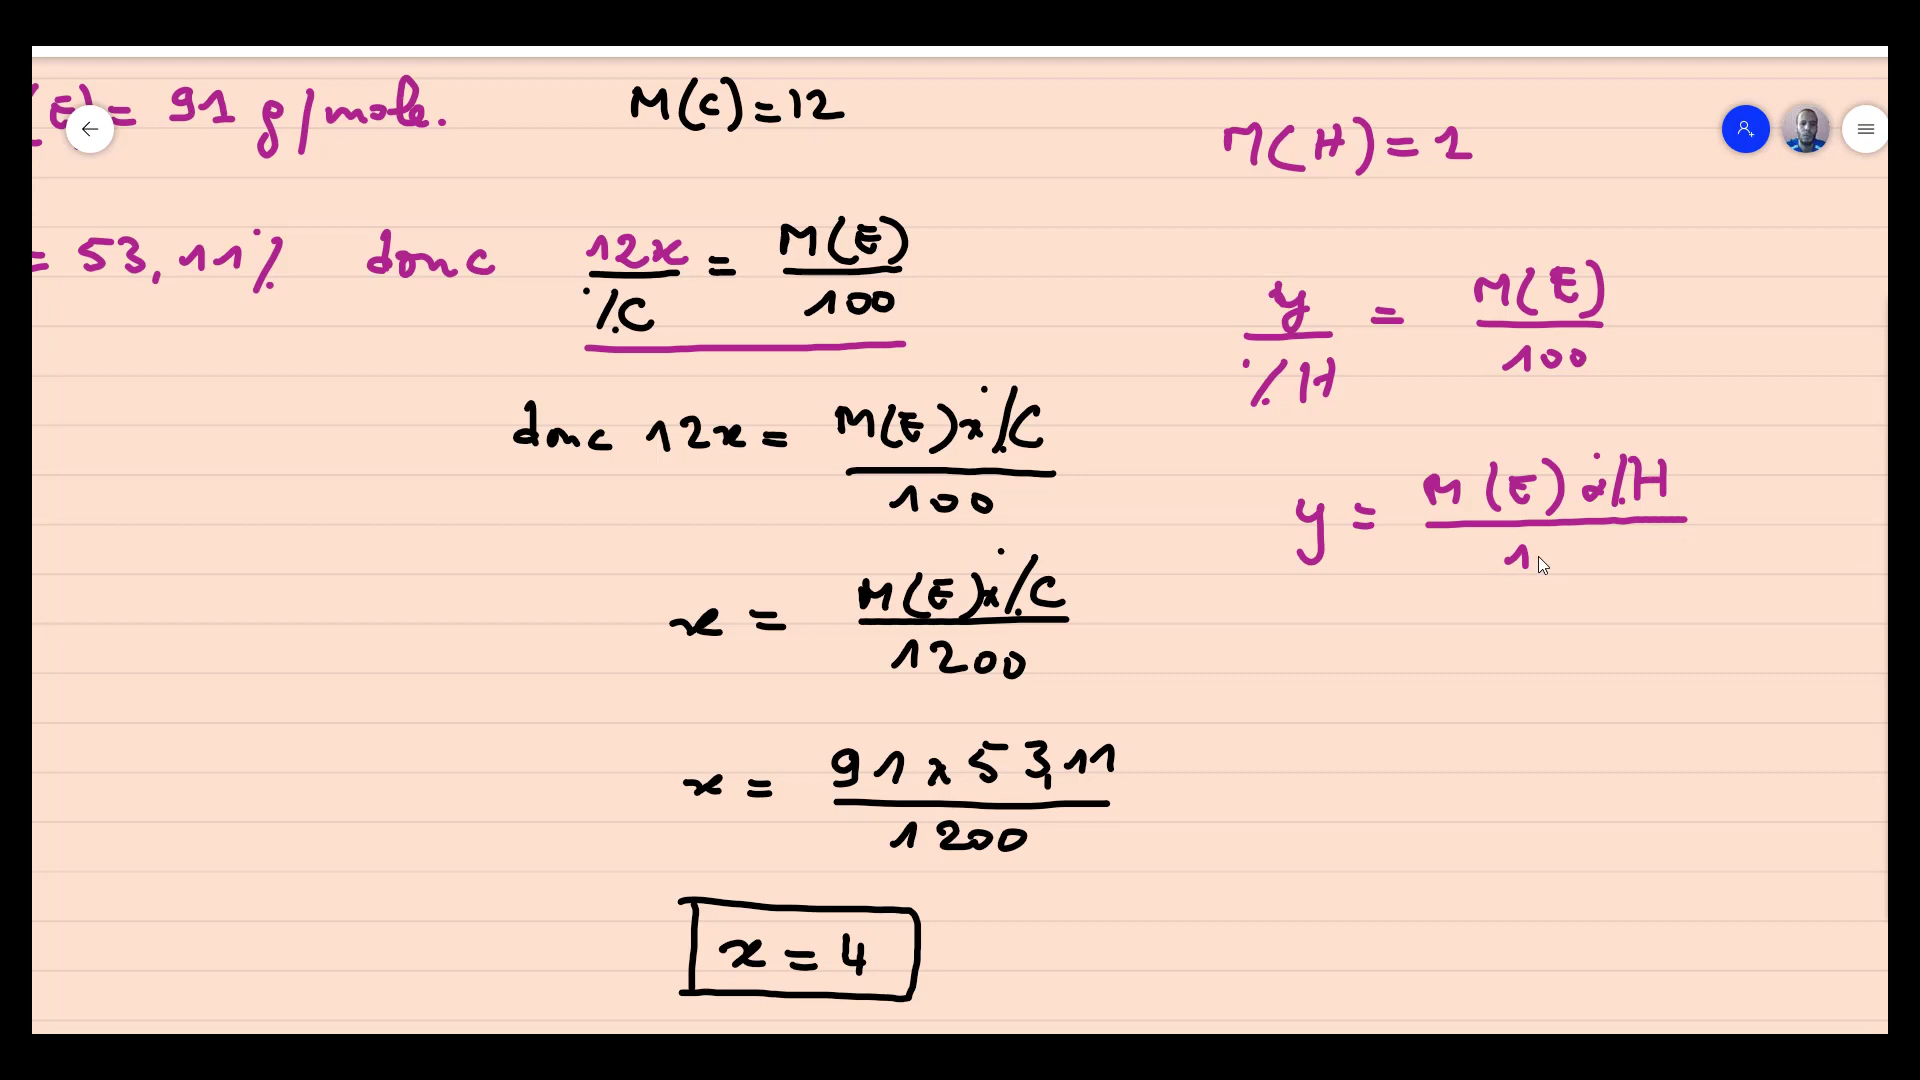 (E) = 91 g/mole.
= 53,11% donc
M(C)=12
12x/%C = M(E)/100
donc 12x = M(E)x%C/100
x = M(E)x%C/1200
x = 91x53,11/1200
x = 4
M(H)=1
y/%H = M(E)/100
y = M(E)x%H/1